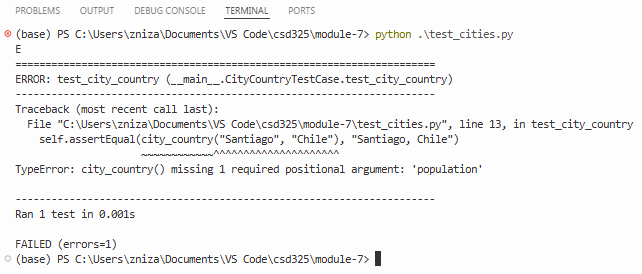 PROBLEMS OUTPUT DEBUG CONSOLE TERMINAL PORTS
(base) PS C:\Users\zniza\Documents\VS Code\csd325\module-7> python .\test_cities.py
E
======================================================================
ERROR: test_city_country (__main__.CityCountryTestCase.test_city_country)
----------------------------------------------------------------------
Traceback (most recent call last):
  File "C:\Users\zniza\Documents\VS Code\csd325\module-7\test_cities.py", line 13, in test_city_country
    self.assertEqual(city_country("Santiago", "Chile"), "Santiago, Chile")
                     ~~~~~~~~~~~~^^^^^^^^^^^^^^^^^^^^^
TypeError: city_country() missing 1 required positional argument: 'population'

----------------------------------------------------------------------
Ran 1 test in 0.001s

FAILED (errors=1)
(base) PS C:\Users\zniza\Documents\VS Code\csd325\module-7>